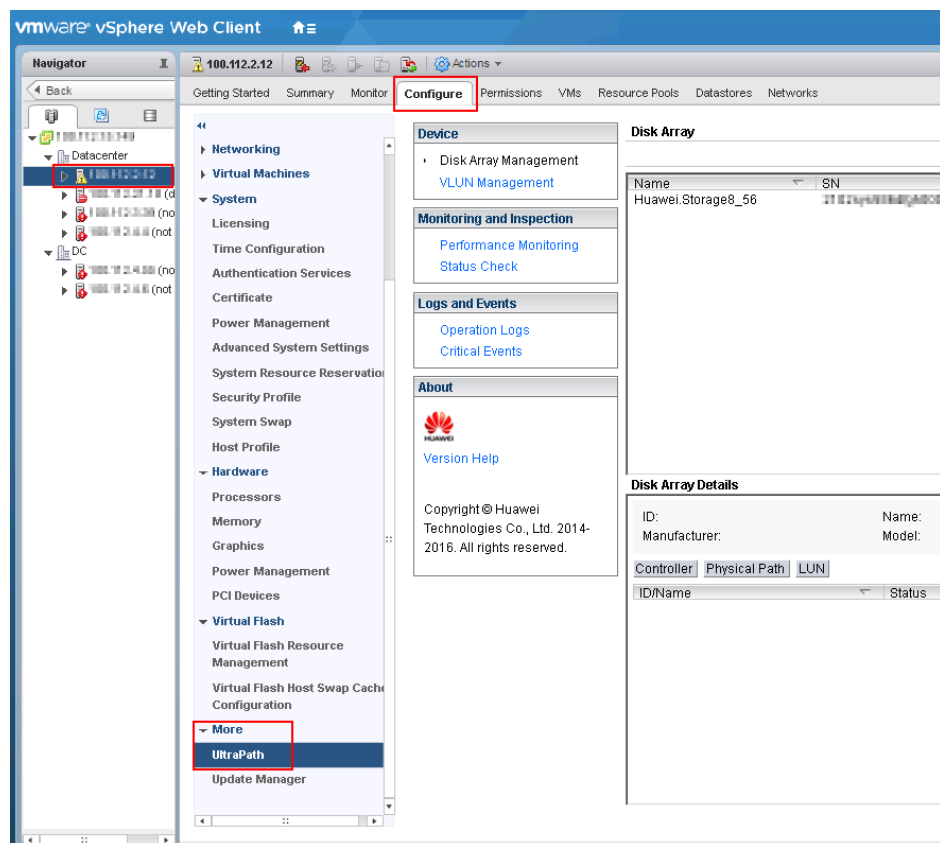 vmware® vSphere Web Client
Navigator
100.112.2.12
Actions
Back
Getting Started Summary Monitor Configure Permissions VMs Resource Pools Datastores Networks
Datacenter
(d
(no
(not
DC
(no
(not
Networking
Virtual Machines
System
Licensing
Time Configuration
Authentication Services
Certificate
Power Management
Advanced System Settings
System Resource Reservation
Security Profile
System Swap
Host Profile
Hardware
Processors
Memory
Graphics
Power Management
PCI Devices
Virtual Flash
Virtual Flash Resource
Management
Virtual Flash Host Swap Cache
Configuration
More
UltraPath
Update Manager
Device
Disk Array Management
VLUN Management
Monitoring and Inspection
Performance Monitoring
Status Check
Logs and Events
Operation Logs
Critical Events
About
HUAWEI
Version Help
Copyright © Huawei
Technologies Co., Ltd. 2014-
2016. All rights reserved.
Disk Array
Name SN
Huawei.Storage8_56
Disk Array Details
ID: Name:
Manufacturer: Model:
Controller Physical Path LUN
ID/Name Status